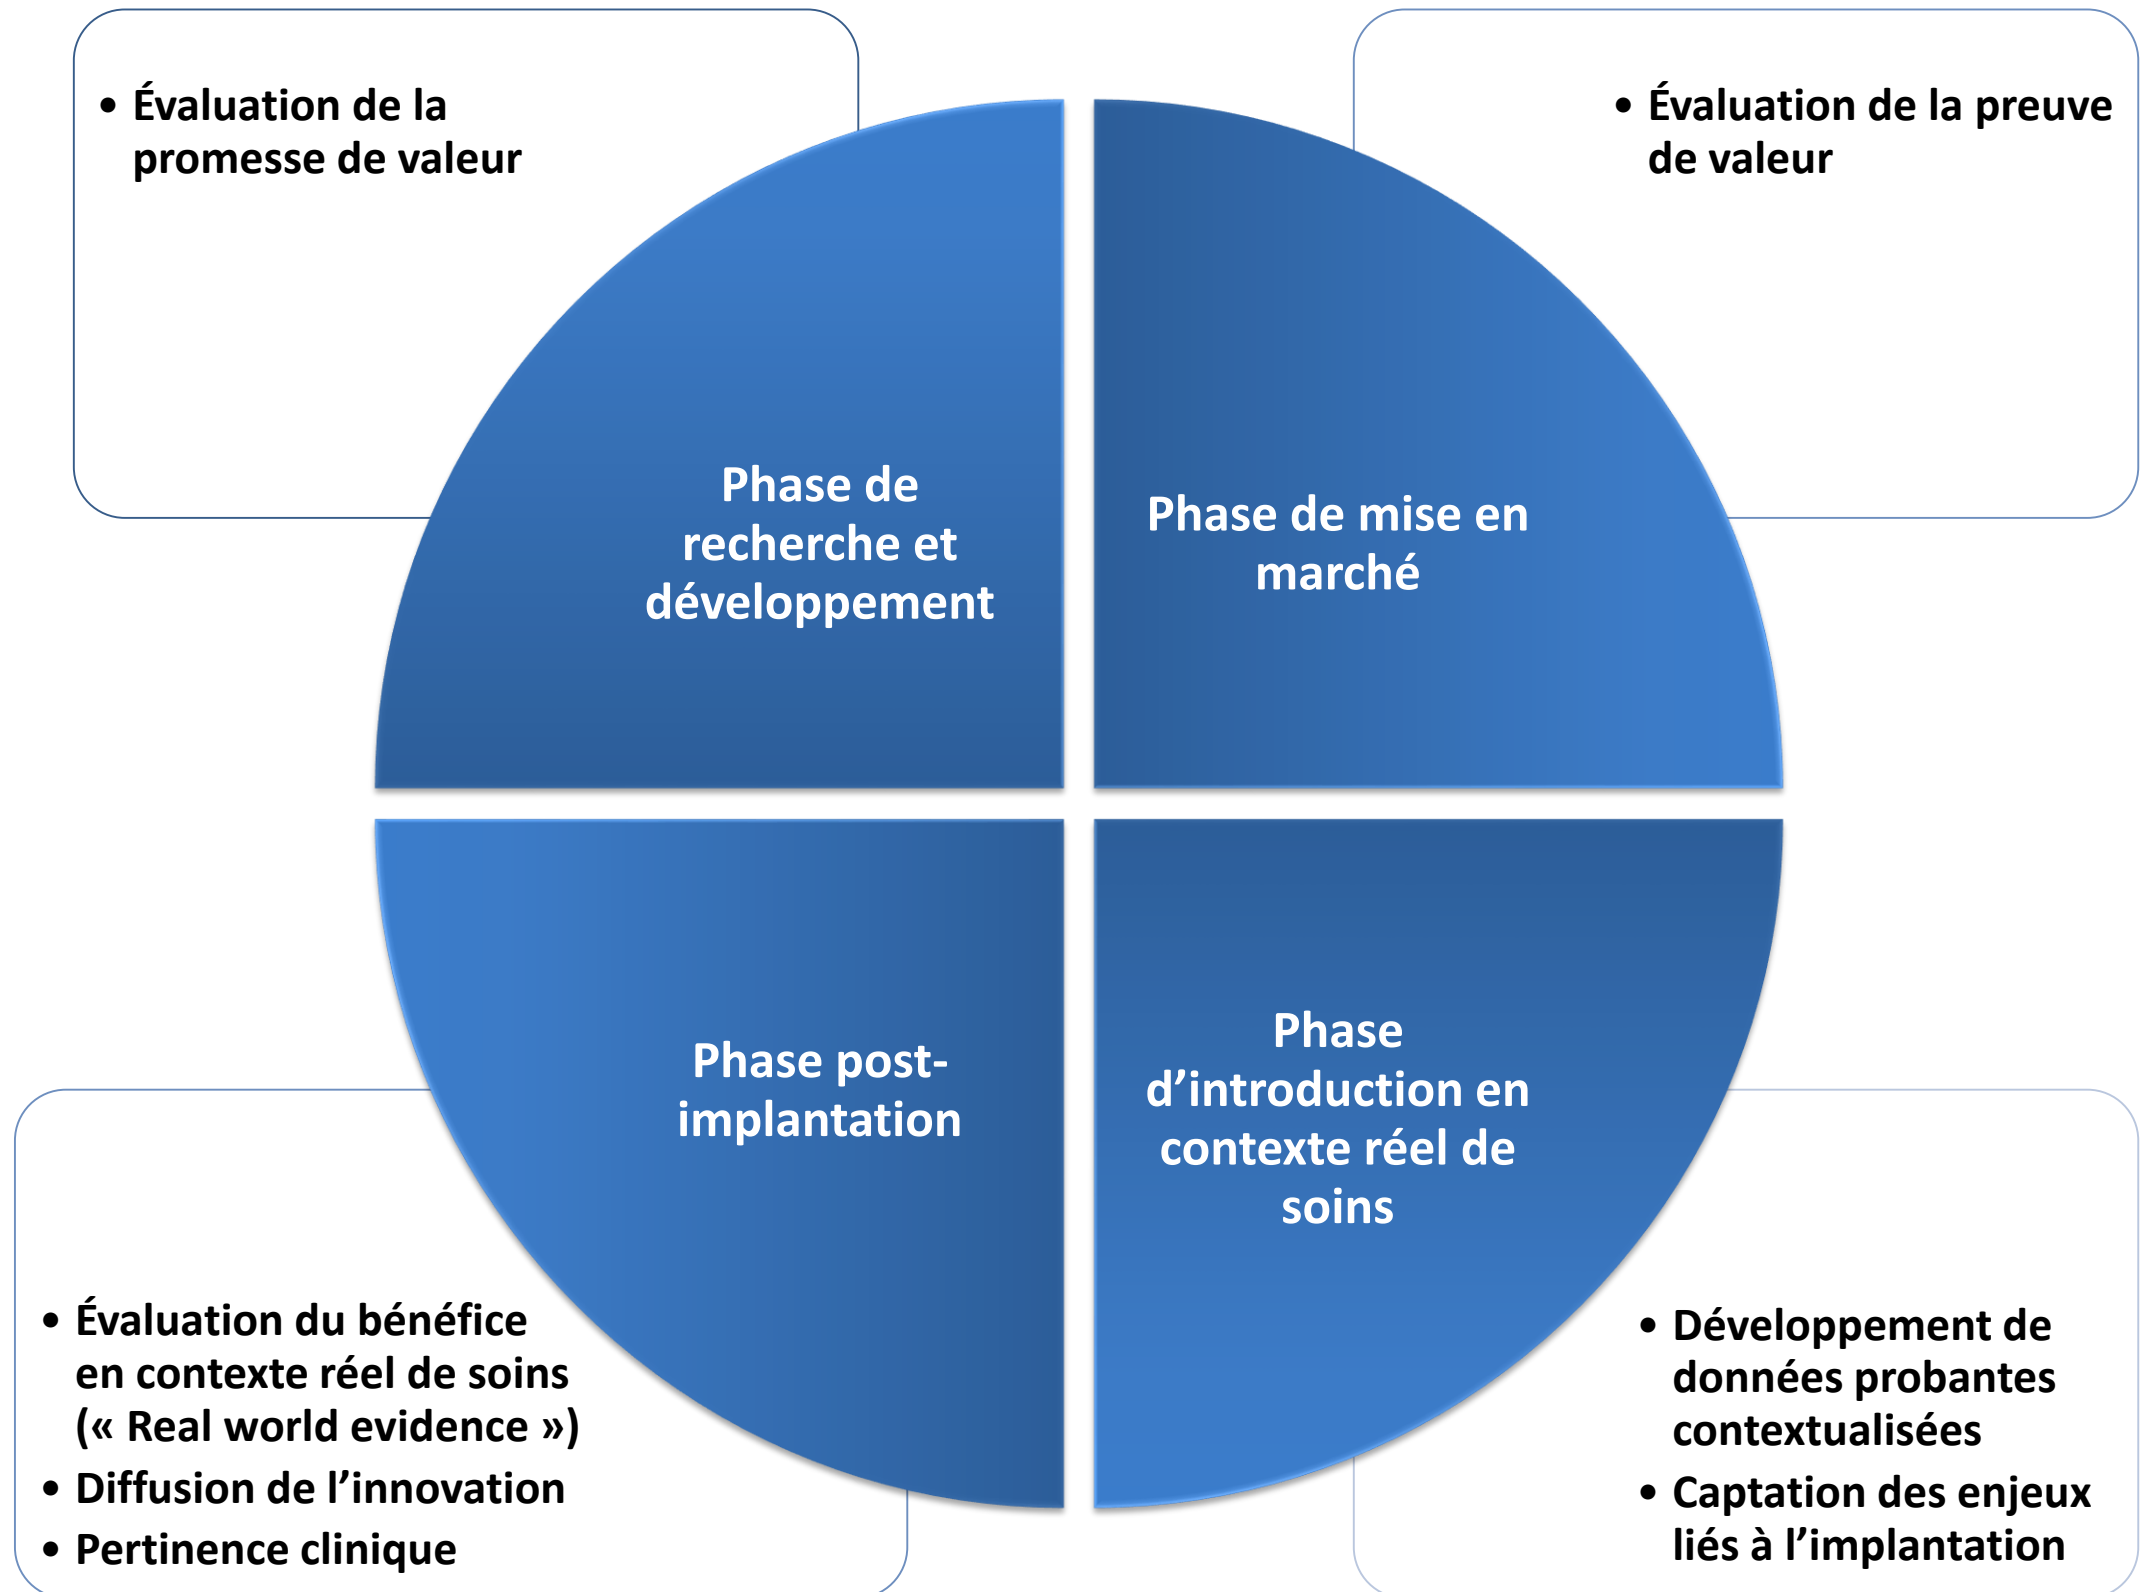 • Évaluation de la
promesse de valeur
• Évaluation de la preuve
de valeur
Phase de
recherche et
développement
Phase de mise en
marché
Phase post-
implantation
Phase
d’introduction en
contexte réel de
soins
• Évaluation du bénéfice
en contexte réel de soins
(« Real world evidence »)
• Diffusion de l’innovation
• Pertinence clinique
• Développement de
données probantes
contextualisées
• Captation des enjeux
liés à l’implantation